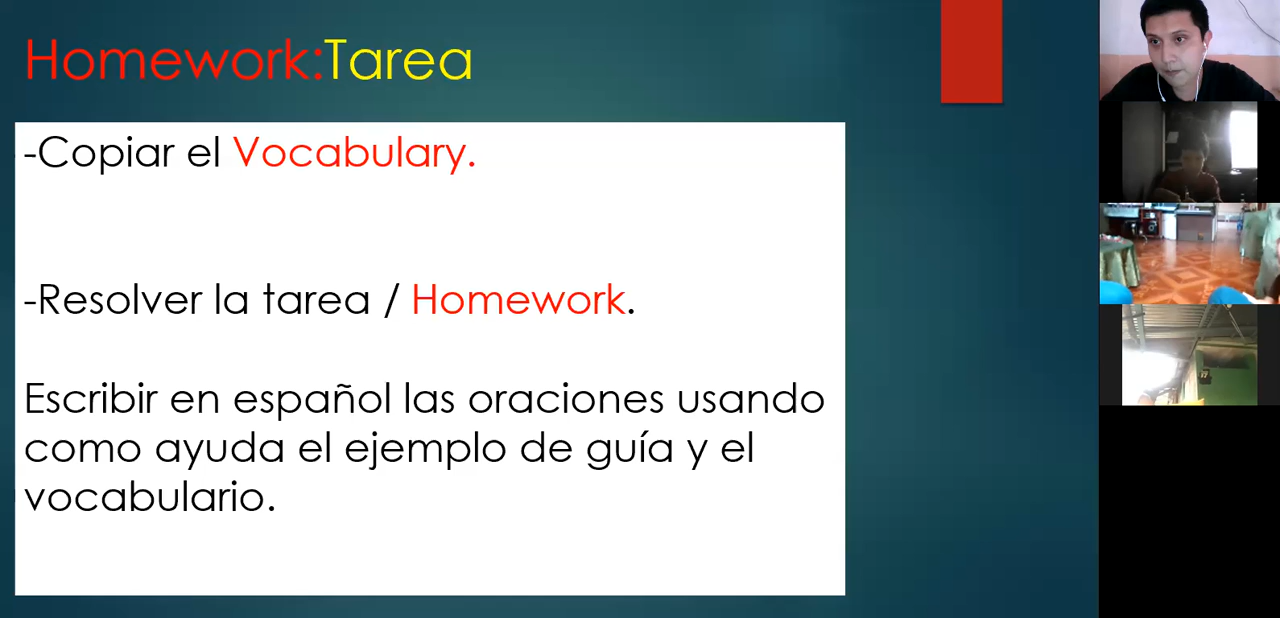 Homework:Tarea
-Copiar el Vocabulary.
-Resolver la tarea / Homework.
Escribir en español las oraciones usando
como ayuda el ejemplo de guía y el
vocabulario.